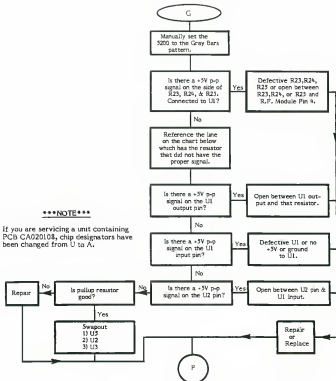 G
Manually set the
5200 to the Gray Bars
pattern.
Is there a +5V p-p
signal on the side of
R23, R24, & R25.
Connected to U1?
Yes
Defective R23,R24,
R25 or open between
R23,R24, or R25 and
R.F. Module Pin 4.
No
Reference the line
on the chart below
which has the resistor
that did not have the
proper signal.
Is there a +5V p-p
signal on the U1
output pin?
Yes
Open between U1 out-
put and that resistor.
No
***NOTE***
If you are servicing a unit containing
PCB CA020108, chip designators have
been changed from U to A.
Is there a +5V p-p
signal on the U1
input pin?
Yes
Defective U1 or no
+5V or ground
to U1.
No
Repair
No
Is pullup resistor
good?
No
Is there a +5V p-p
signal on the U2 pin?
Yes
Open between U2 pin &
U1 input.
Yes
Swapout
1) U5
2) U2
3) U3
Repair
or
Replace
F